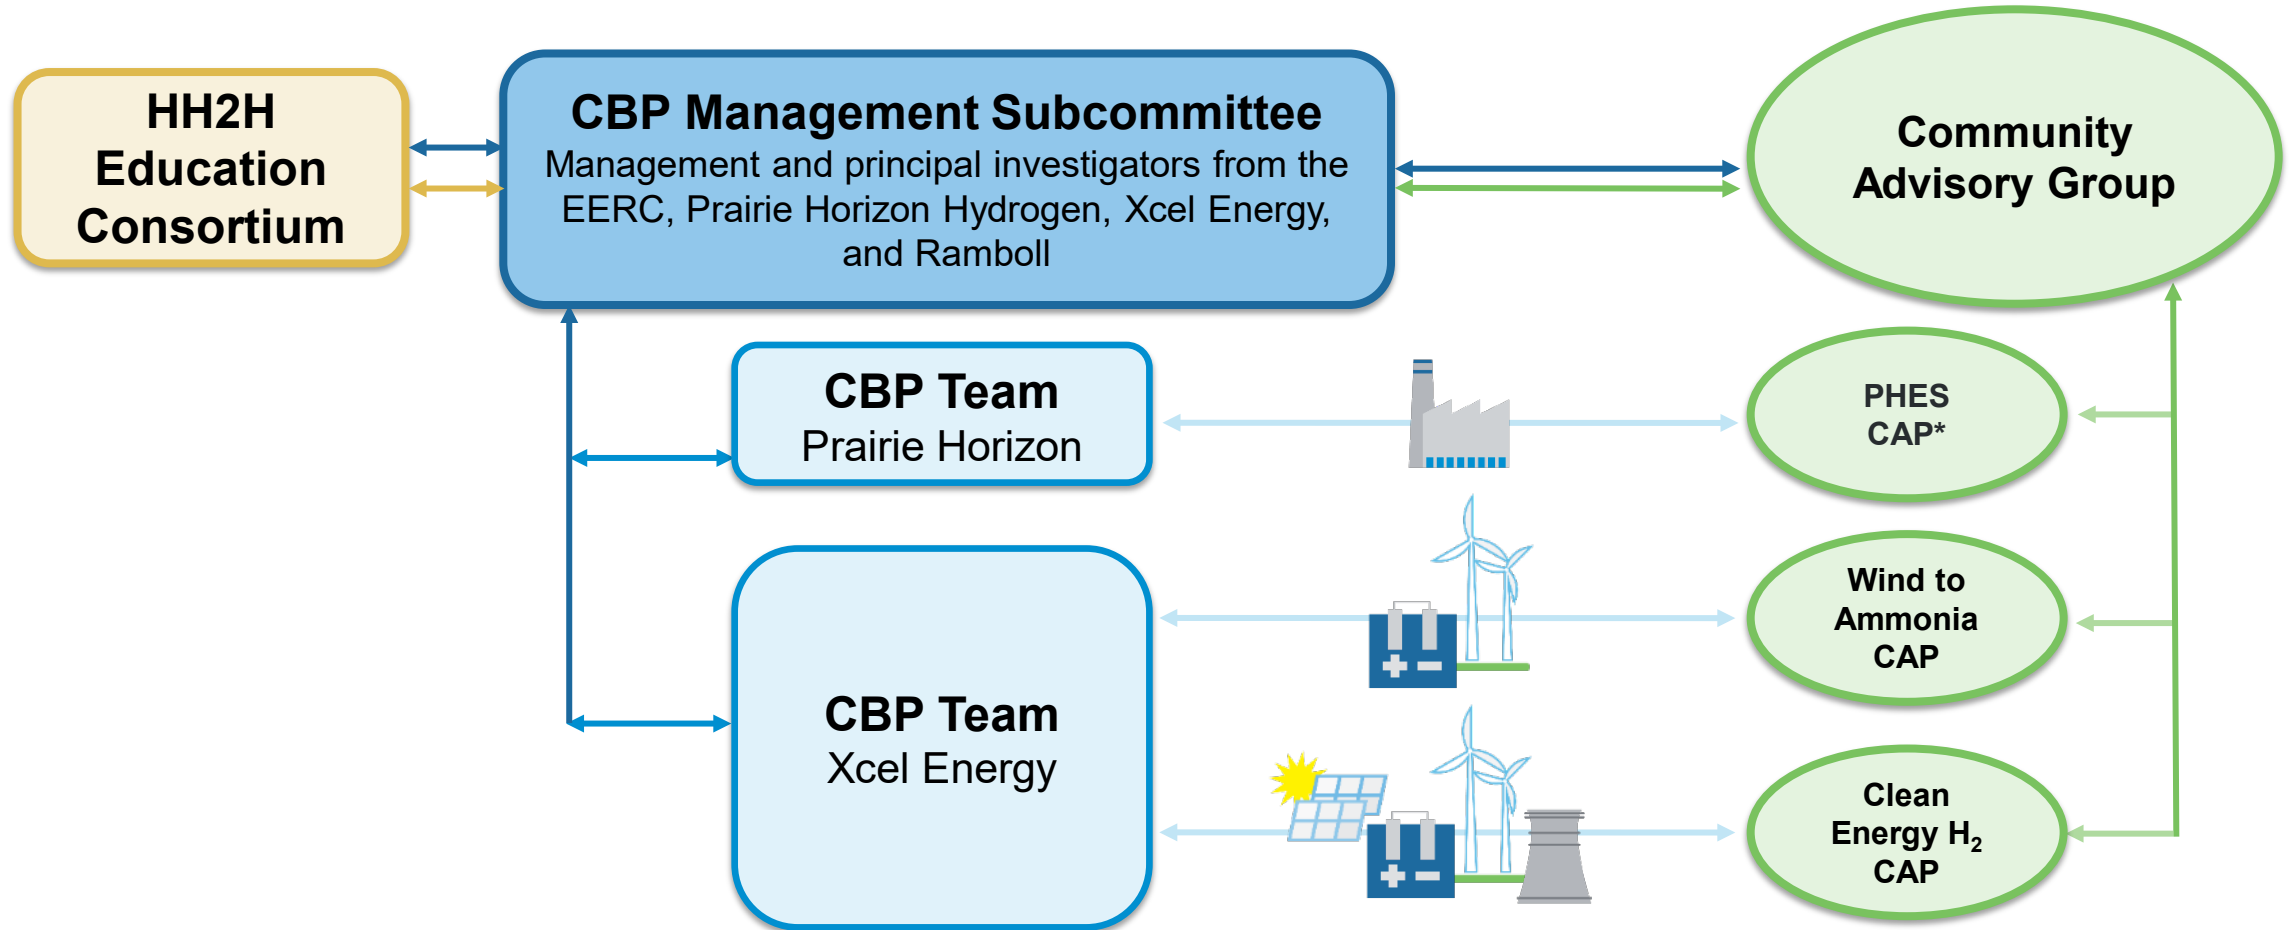 HH2H
Education
Consortium
CBP Management Subcommittee
Management and principal investigators from the
EERC, Prairie Horizon Hydrogen, Xcel Energy,
and Ramboll
Community
Advisory Group
CBP Team
Prairie Horizon
PHES
CAP*
CBP Team
Xcel Energy
Wind to
Ammonia
CAP
Clean
Energy H₂
CAP